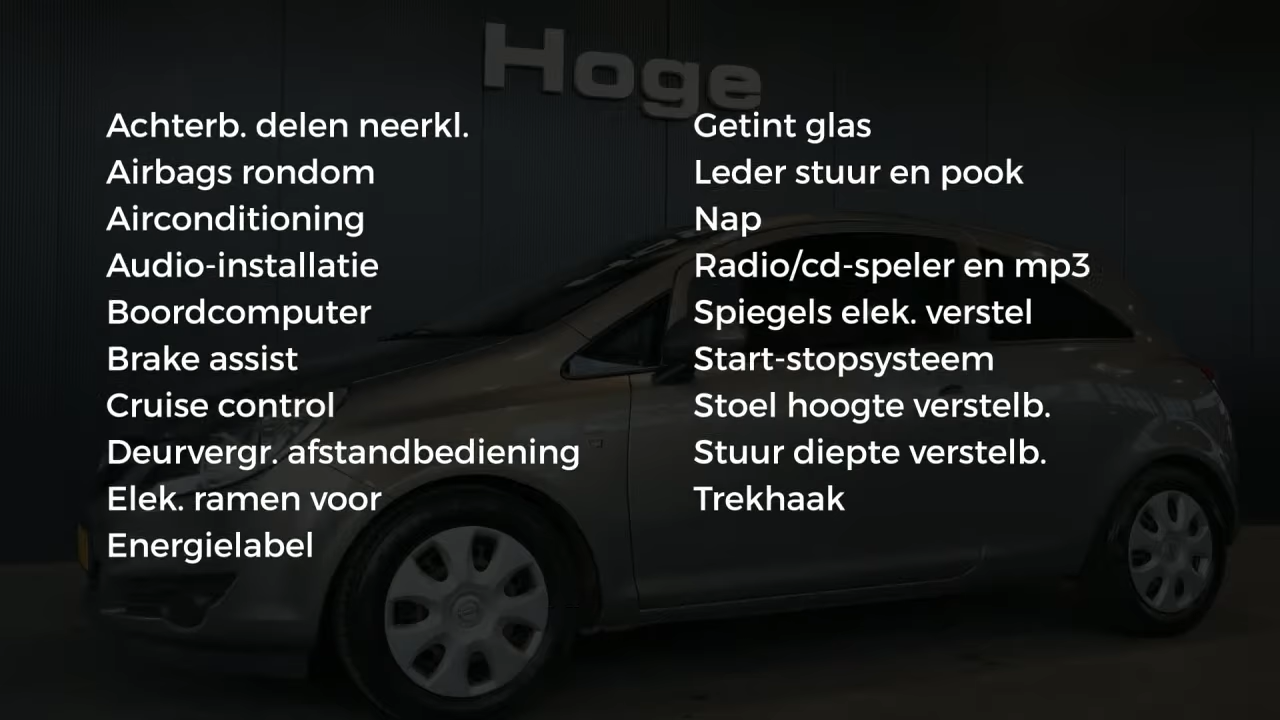 Hoge
Achterb. delen neerkl.
Airbags rondom
Airconditioning
Audio-installatie
Boordcomputer
Brake assist
Cruise control
Deurvergr. afstandbediening
Elek. ramen voor
Energielabel
Getint glas
Leder stuur en pook
Nap
Radio/cd-speler en mp3
Spiegels elek. verstel
Start-stopsysteem
Stoel hoogte verstelb.
Stuur diepte verstelb.
Trekhaak